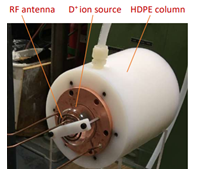 RF antenna D⁺ ion source HDPE column